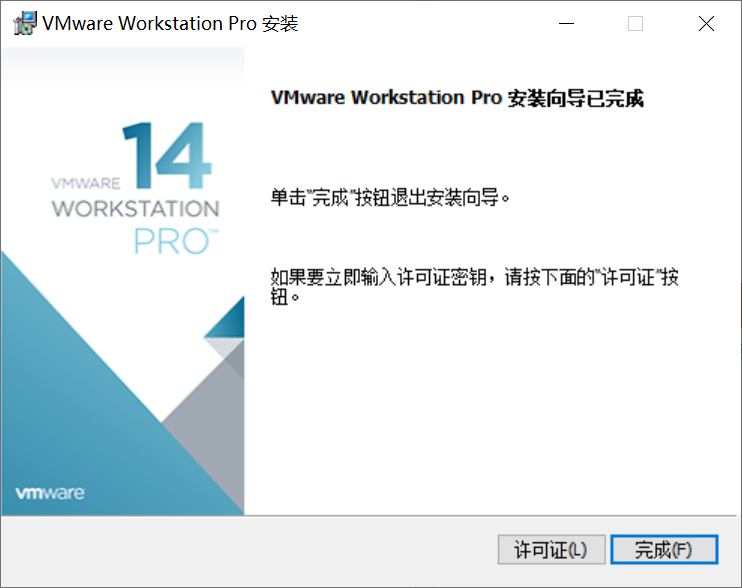 VMware Workstation Pro 安装
VMware Workstation Pro 安装向导已完成
14
VMWARE
WORKSTATION
PRO™
单击"完成"按钮退出安装向导。
如果要立即输入许可证密钥，请按下面的"许可证"按
钮。
vmware
许可证(L)
完成(F)